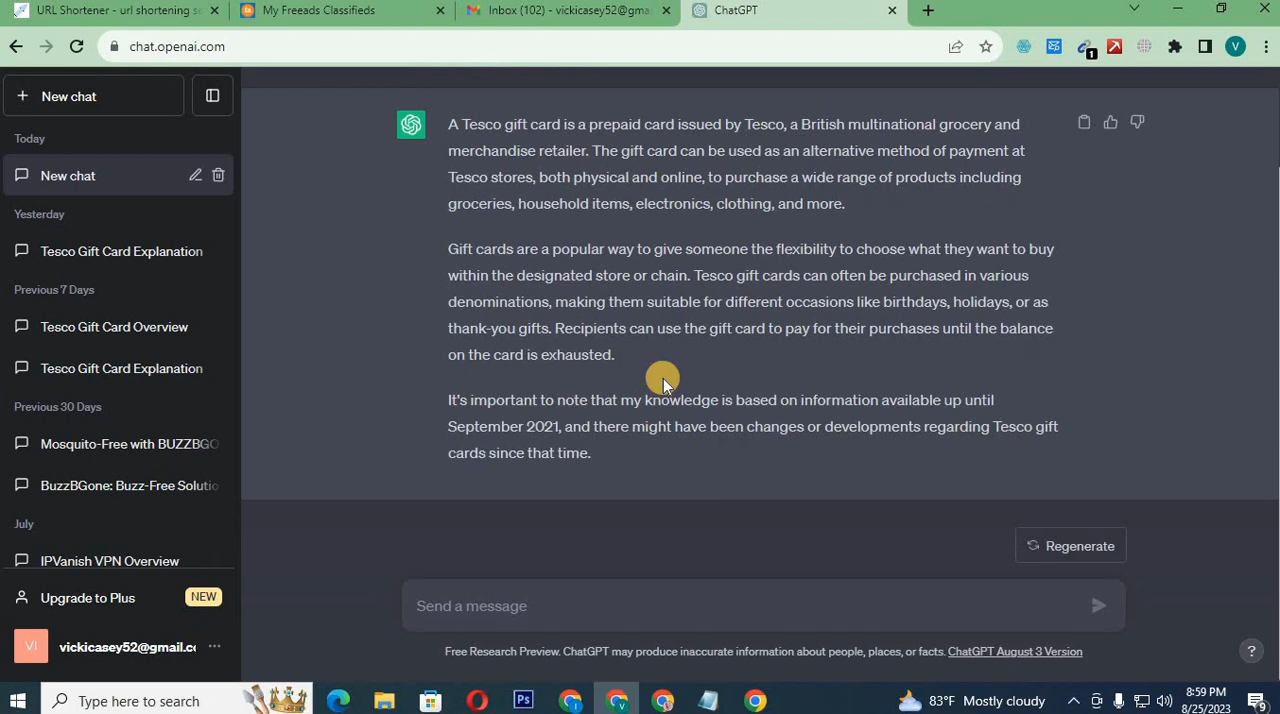 URL Shortener - url shortening se
My Freeads Classifieds
Inbox (102) - vickicasey52@gma
ChatGPT
chat.openai.com
1
V
New chat
Today
New chat
Yesterday
Tesco Gift Card Explanation
Previous 7 Days
Tesco Gift Card Overview
Tesco Gift Card Explanation
Previous 30 Days
Mosquito-Free with BUZZBGO
BuzzBGone: Buzz-Free Solutio
July
IPVanish VPN Overview
Upgrade to Plus
NEW
VI
vickicasey52@gmail.co
A Tesco gift card is a prepaid card issued by Tesco, a British multinational grocery and
merchandise retailer. The gift card can be used as an alternative method of payment at
Tesco stores, both physical and online, to purchase a wide range of products including
groceries, household items, electronics, clothing, and more.
Gift cards are a popular way to give someone the flexibility to choose what they want to buy
within the designated store or chain. Tesco gift cards can often be purchased in various
denominations, making them suitable for different occasions like birthdays, holidays, or as
thank-you gifts. Recipients can use the gift card to pay for their purchases until the balance
on the card is exhausted.
It's important to note that my knowledge is based on information available up until
September 2021, and there might have been changes or developments regarding Tesco gift
cards since that time.
Regenerate
Send a message
Free Research Preview. ChatGPT may produce inaccurate information about people, places, or facts. ChatGPT August 3 Version
?
Type here to search
Ps
83°F Mostly cloudy
8:59 PM
8/25/2023
9